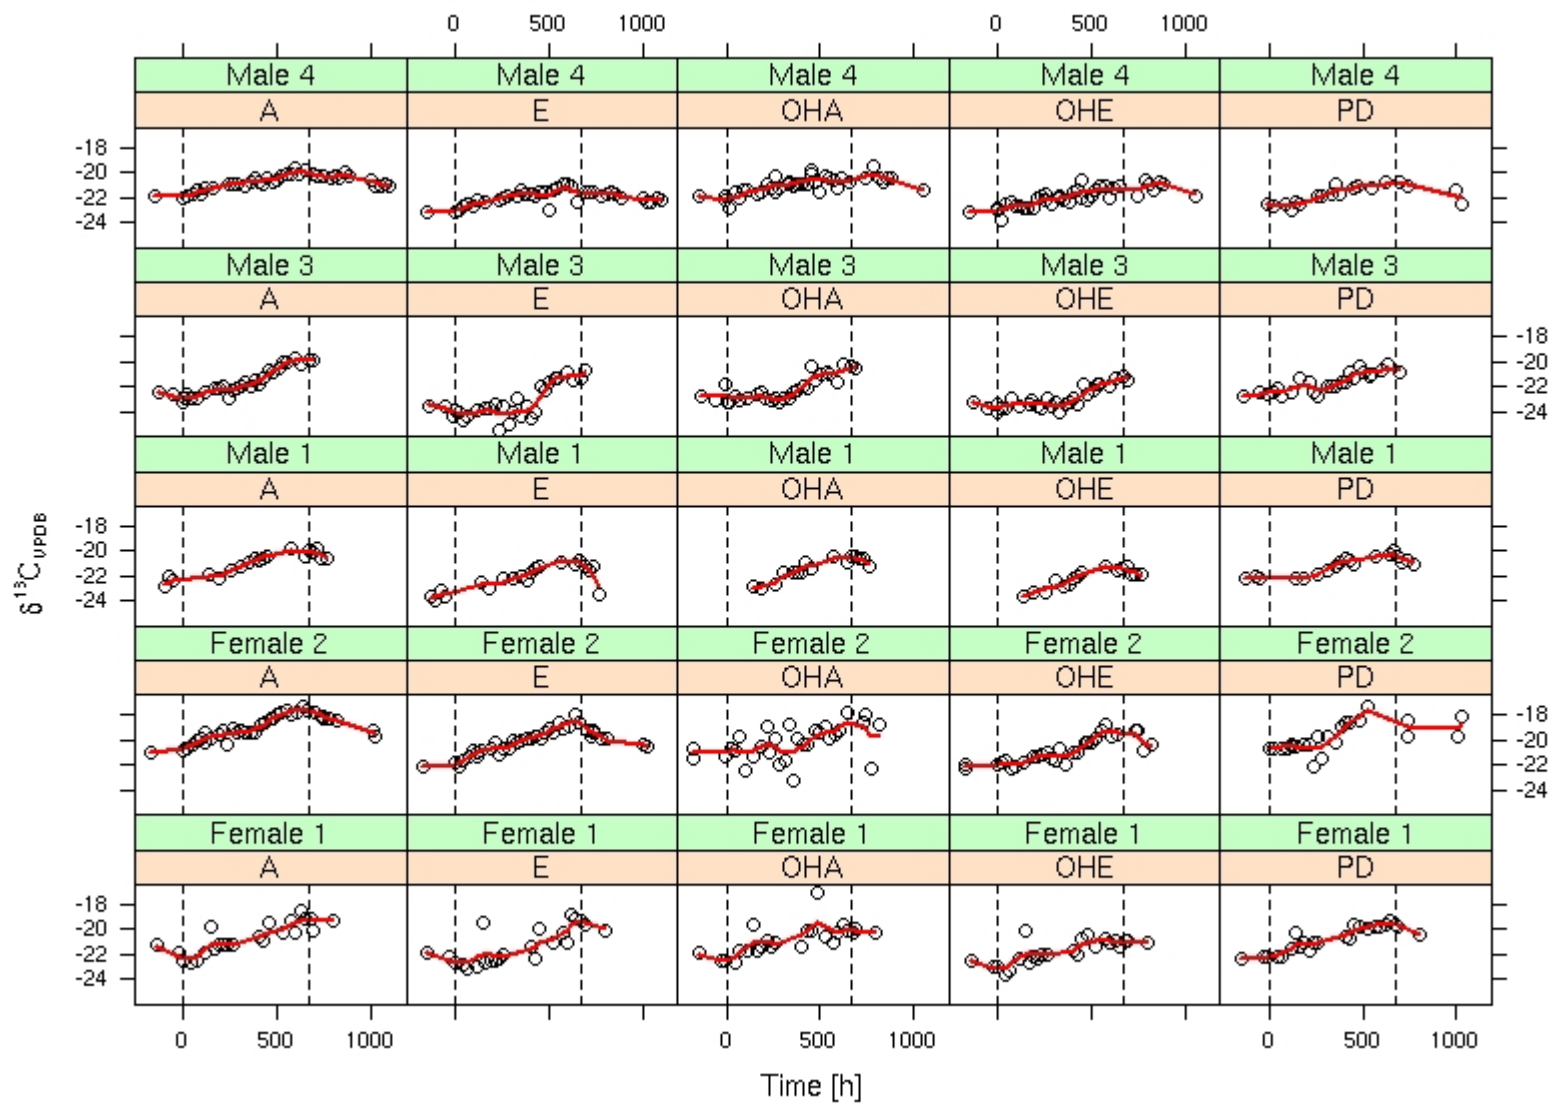 0 500 1000 0 500 1000
Male 4 Male 4 Male 4 Male 4 Male 4
A E OHA OHE PD
-18
-20
-22
-24
Male 3 Male 3 Male 3 Male 3 Male 3
A E OHA OHE PD
-18
-20
-22
-24
Male 1 Male 1 Male 1 Male 1 Male 1
A E OHA OHE PD
-18
-20
-22
-24
δ¹³C VPDB
Female 2 Female 2 Female 2 Female 2 Female 2
A E OHA OHE PD
-18
-20
-22
-24
Female 1 Female 1 Female 1 Female 1 Female 1
A E OHA OHE PD
-18
-20
-22
-24
0 500 1000 0 500 1000 0 500 1000
Time [h]